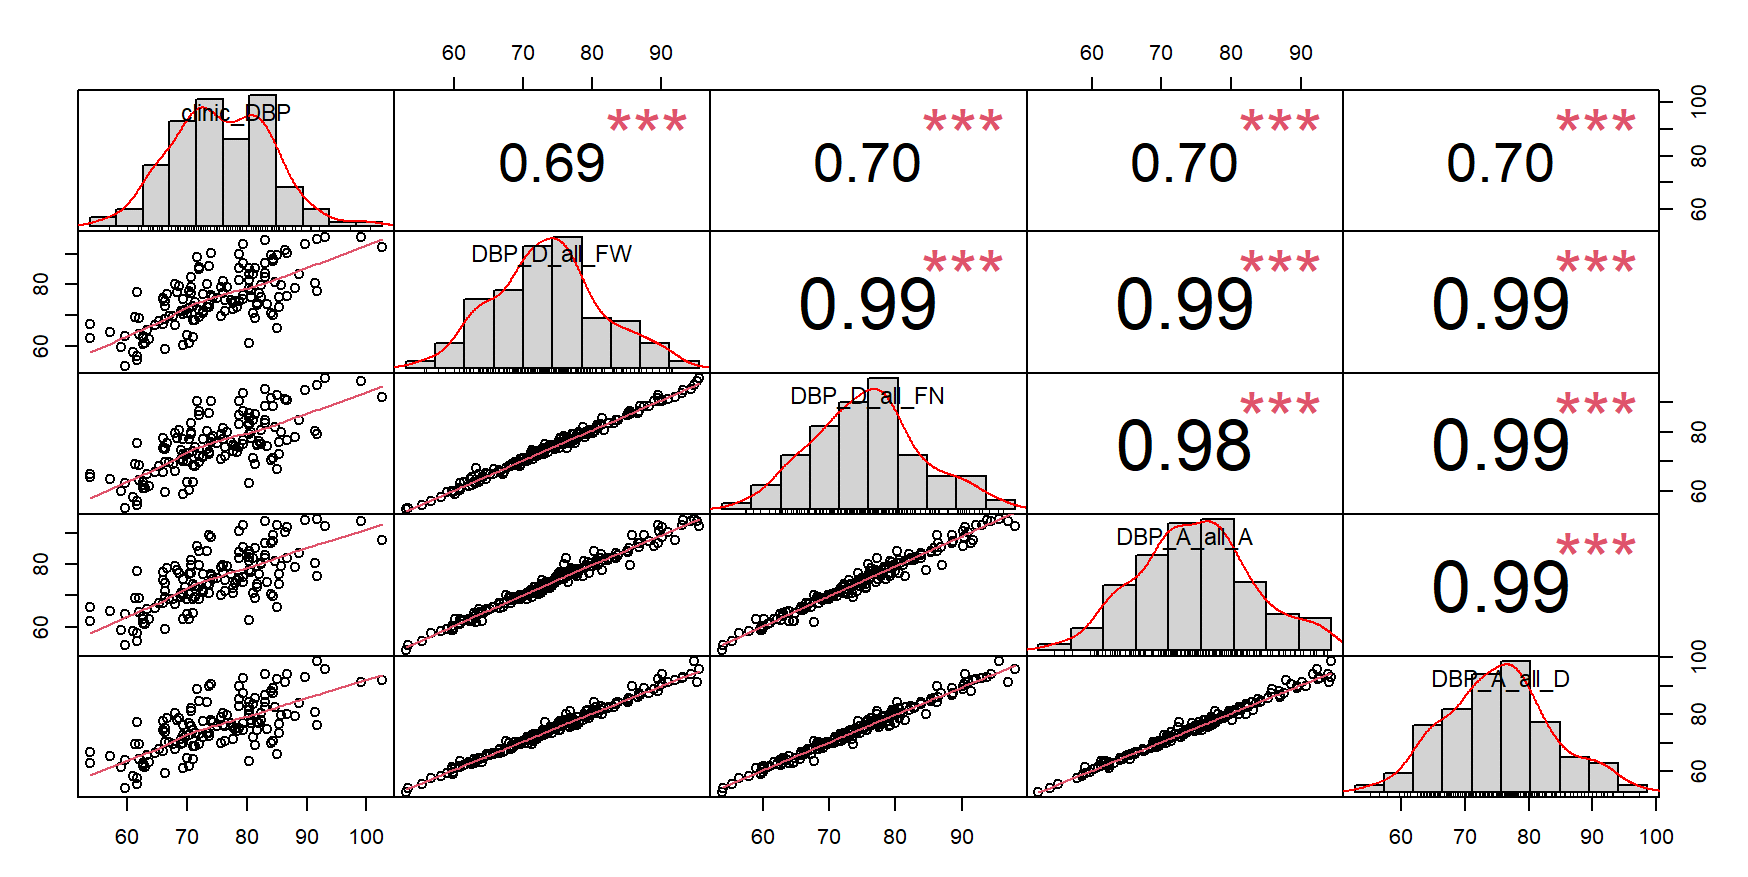 60 70 80 90 60 70 80 90
clinic_DBP 0.69 *** 0.70 *** 0.70 *** 0.70 *** 60 80 100
60 80 DBP_D_all_FW 0.99 *** 0.99 *** 0.99 ***
DBP_D_all_FN 0.98 *** 0.99 *** 60 80
60 80 DBP_A_all_A 0.99 ***
DBP_A_all_D 60 80 100
60 70 80 90 100 60 70 80 90 60 70 80 90 100